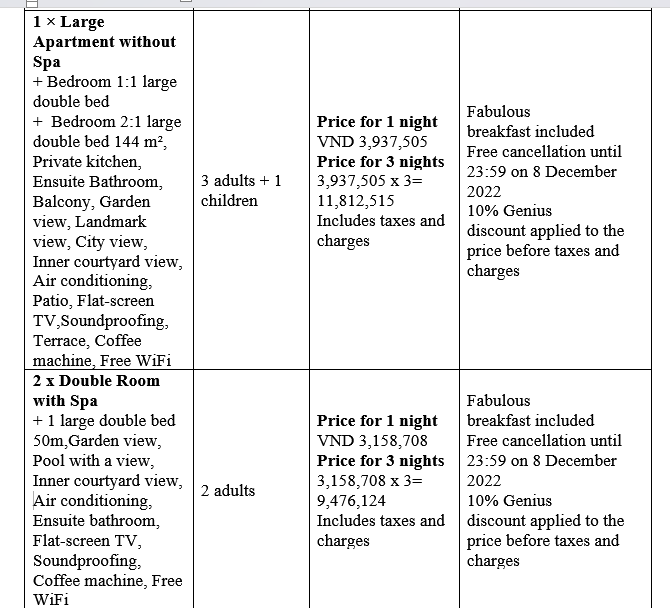 1 × Large
Apartment without
Spa
+ Bedroom 1:1 large
double bed
+ Bedroom 2:1 large
double bed 144 m²,
Private kitchen,
Ensuite Bathroom,
Balcony, Garden
view, Landmark
view, City view,
Inner courtyard view,
Air conditioning,
Patio, Flat-screen
TV,Soundproofing,
Terrace, Coffee
machine, Free WiFi
3 adults + 1
children
Price for 1 night
VND 3,937,505
Price for 3 nights
3,937,505 x 3=
11,812,515
Includes taxes and
charges
Fabulous
breakfast included
Free cancellation until
23:59 on 8 December
2022
10% Genius
discount applied to the
price before taxes and
charges
2 x Double Room
with Spa
+ 1 large double bed
50m,Garden view,
Pool with a view,
Inner courtyard view,
Air conditioning,
Ensuite bathroom,
Flat-screen TV,
Soundproofing,
Coffee machine, Free
WiFi
2 adults
Price for 1 night
VND 3,158,708
Price for 3 nights
3,158,708 x 3=
9,476,124
Includes taxes and
charges
Fabulous
breakfast included
Free cancellation until
23:59 on 8 December
2022
10% Genius
discount applied to the
price before taxes and
charges